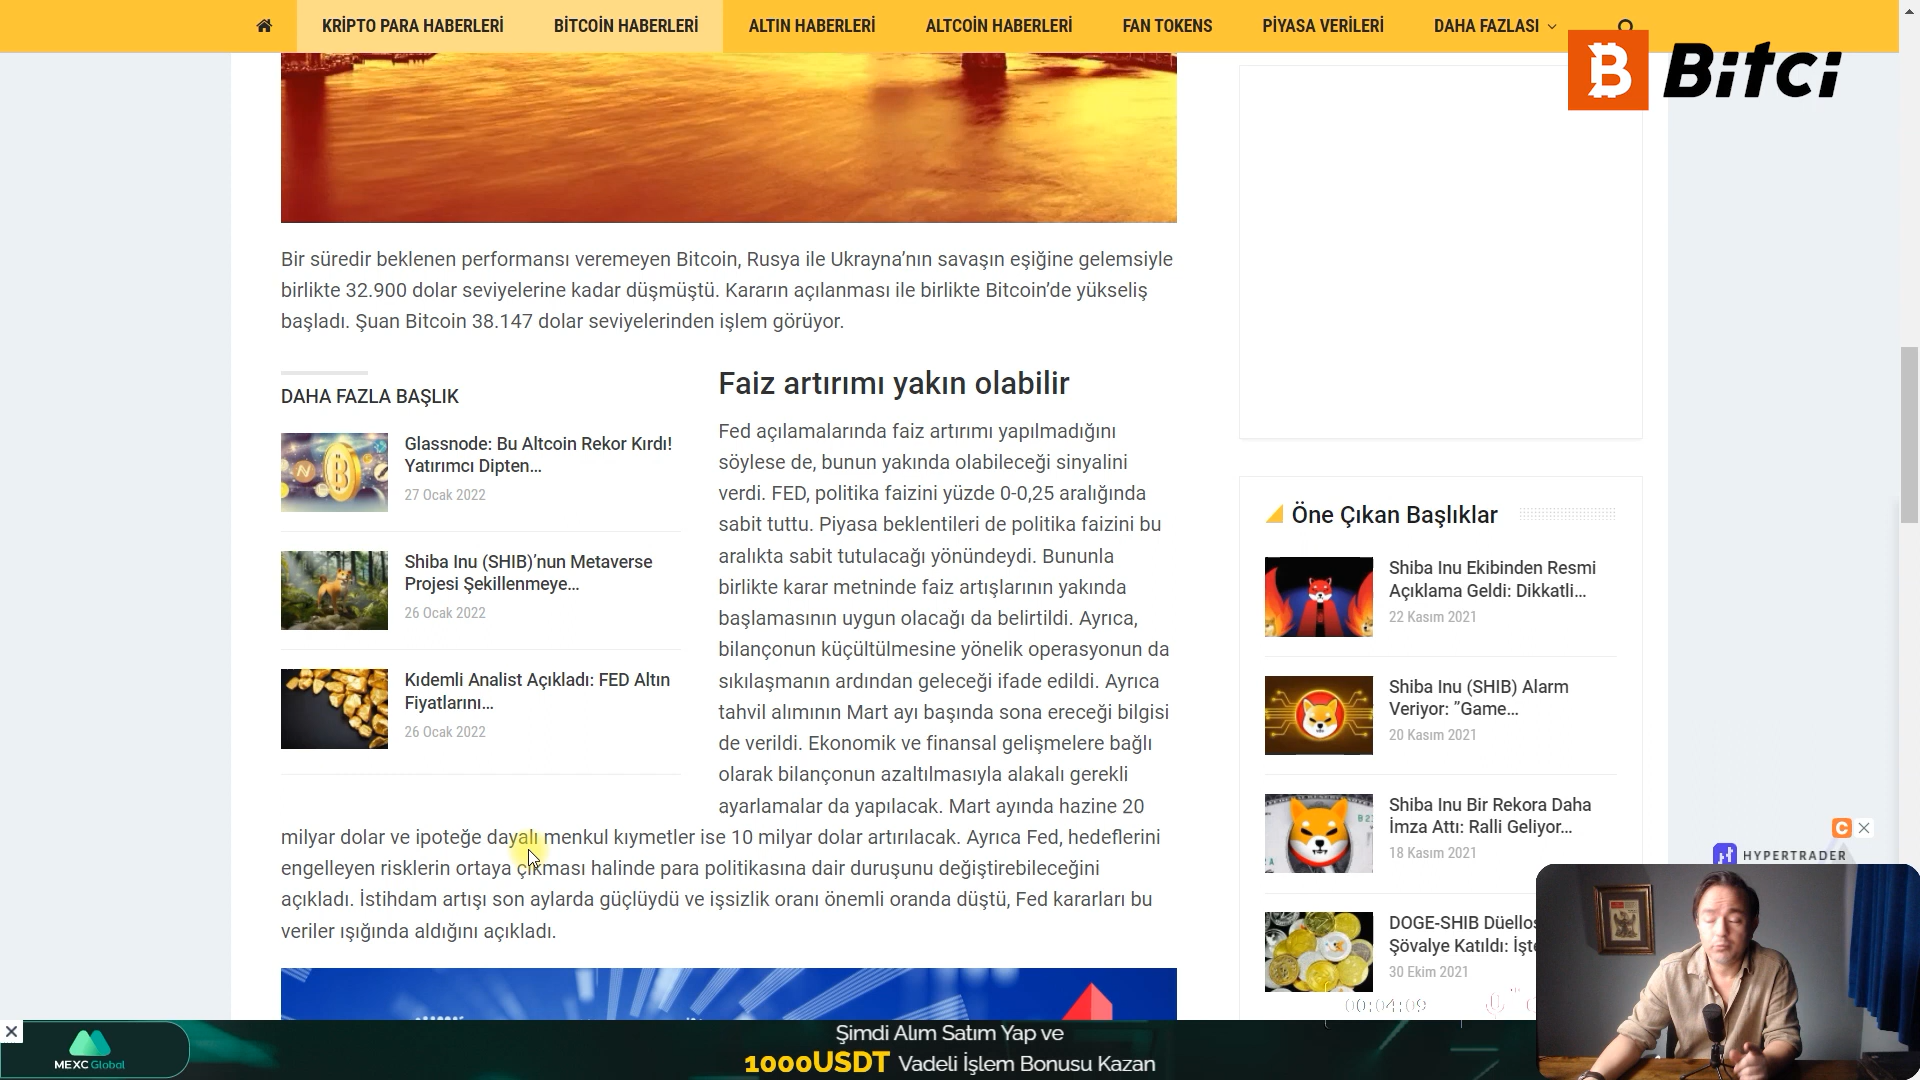 KRİPTO PARA HABERLERİ BİTCOİN HABERLERİ ALTIN HABERLERİ ALTCOİN HABERLERİ FAN TOKENS PİYASA VERİLERİ DAHA FAZLASI
Bitci
Bir süredir beklenen performansı veremeyen Bitcoin, Rusya ile Ukrayna’nın savaşın eşiğine gelemsiyle
birlikte 32.900 dolar seviyelerine kadar düşmüştü. Kararın açılanması ile birlikte Bitcoin’de yükseliş
başladı. Şuan Bitcoin 38.147 dolar seviyelerinden işlem görüyor.
DAHA FAZLA BAŞLIK
Glassnode: Bu Altcoin Rekor Kırdı!
Yatırımcı Dipten...
27 Ocak 2022
Shiba Inu (SHIB)’nun Metaverse
Projesi Şekillenmeye...
26 Ocak 2022
Kıdemli Analist Açıkladı: FED Altın
Fiyatlarını...
26 Ocak 2022
Faiz artırımı yakın olabilir
Fed açılamalarında faiz artırımı yapılmadığını
söylese de, bunun yakında olabileceği sinyalini
verdi. FED, politika faizini yüzde 0-0,25 aralığında
sabit tuttu. Piyasa beklentileri de politika faizini bu
aralıkta sabit tutulacağı yönündeydi. Bununla
birlikte karar metninde faiz artışlarının yakında
başlamasının uygun olacağı da belirtildi. Ayrıca,
bilançonun küçültülmesine yönelik operasyonun da
sıkılaşmanın ardından geleceği ifade edildi. Ayrıca
tahvil alımının Mart ayı başında sona ereceği bilgisi
de verildi. Ekonomik ve finansal gelişmelere bağlı
olarak bilançonun azaltılmasıyla alakalı gerekli
ayarlamalar da yapılacak. Mart ayında hazine 20
milyar dolar ve ipoteğe dayalı menkul kıymetler ise 10 milyar dolar artırılacak. Ayrıca Fed, hedeflerini
engelleyen risklerin ortaya çıkması halinde para politikasına dair duruşunu değiştirebileceğini
açıkladı. İstihdam artışı son aylarda güçlüydü ve işsizlik oranı önemli oranda düştü, Fed kararları bu
veriler ışığında aldığını açıkladı.
Öne Çıkan Başlıklar
Shiba Inu Ekibinden Resmi
Açıklama Geldi: Dikkatli...
22 Kasım 2021
Shiba Inu (SHIB) Alarm
Veriyor: ”Game...
20 Kasım 2021
Shiba Inu Bir Rekora Daha
İmza Attı: Ralli Geliyor...
18 Kasım 2021
DOGE-SHIB Düellos
Şövalye Katıldı: İşte
30 Ekim 2021
00:04:09
HYPERTRADER
MEXC Global
Şimdi Alım Satım Yap ve
1000USDT Vadeli İşlem Bonusu Kazan